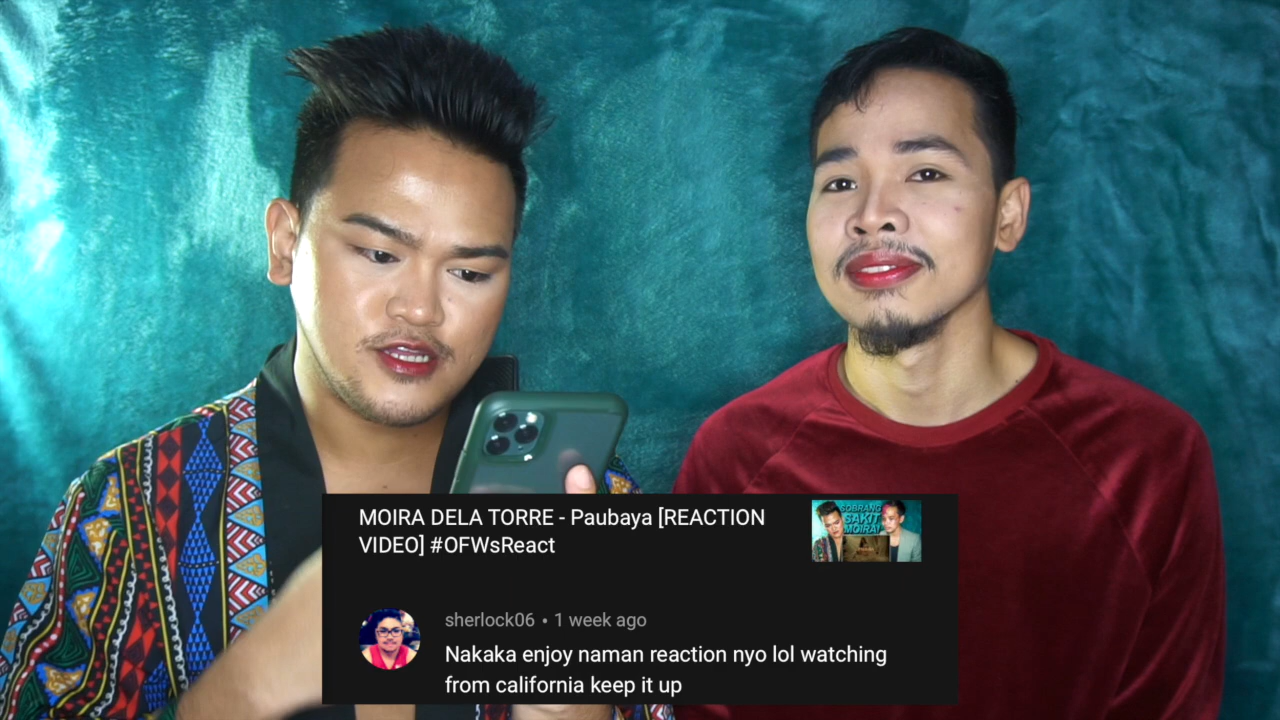 MOIRA DELA TORRE - Paubaya [REACTION
VIDEO] #OFWsReact
SOBRANG
SAKIT
MOIRA!
sherlock06 • 1 week ago
Nakaka enjoy naman reaction nyo lol watching
from california keep it up